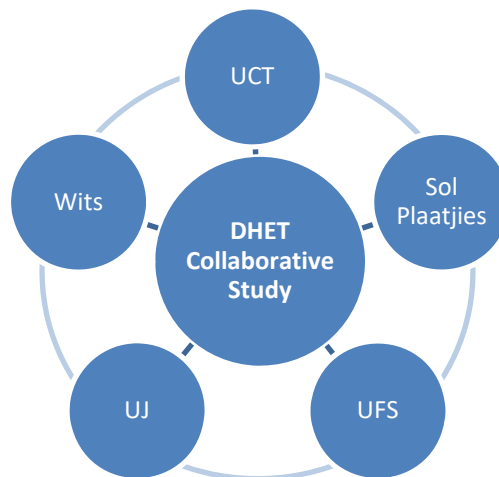 UCT
Sol
Plaatjies
UFS
UJ
Wits
DHET
Collaborative
Study